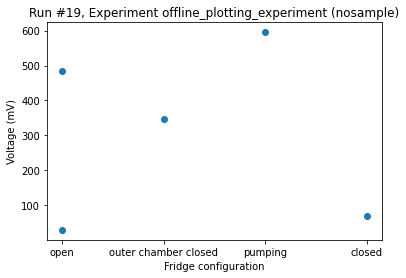 Run #19, Experiment offline_plotting_experiment (nosample)
600
500
400
300
200
100
Voltage (mV)
open
outer chamber closed
pumping
closed
Fridge configuration